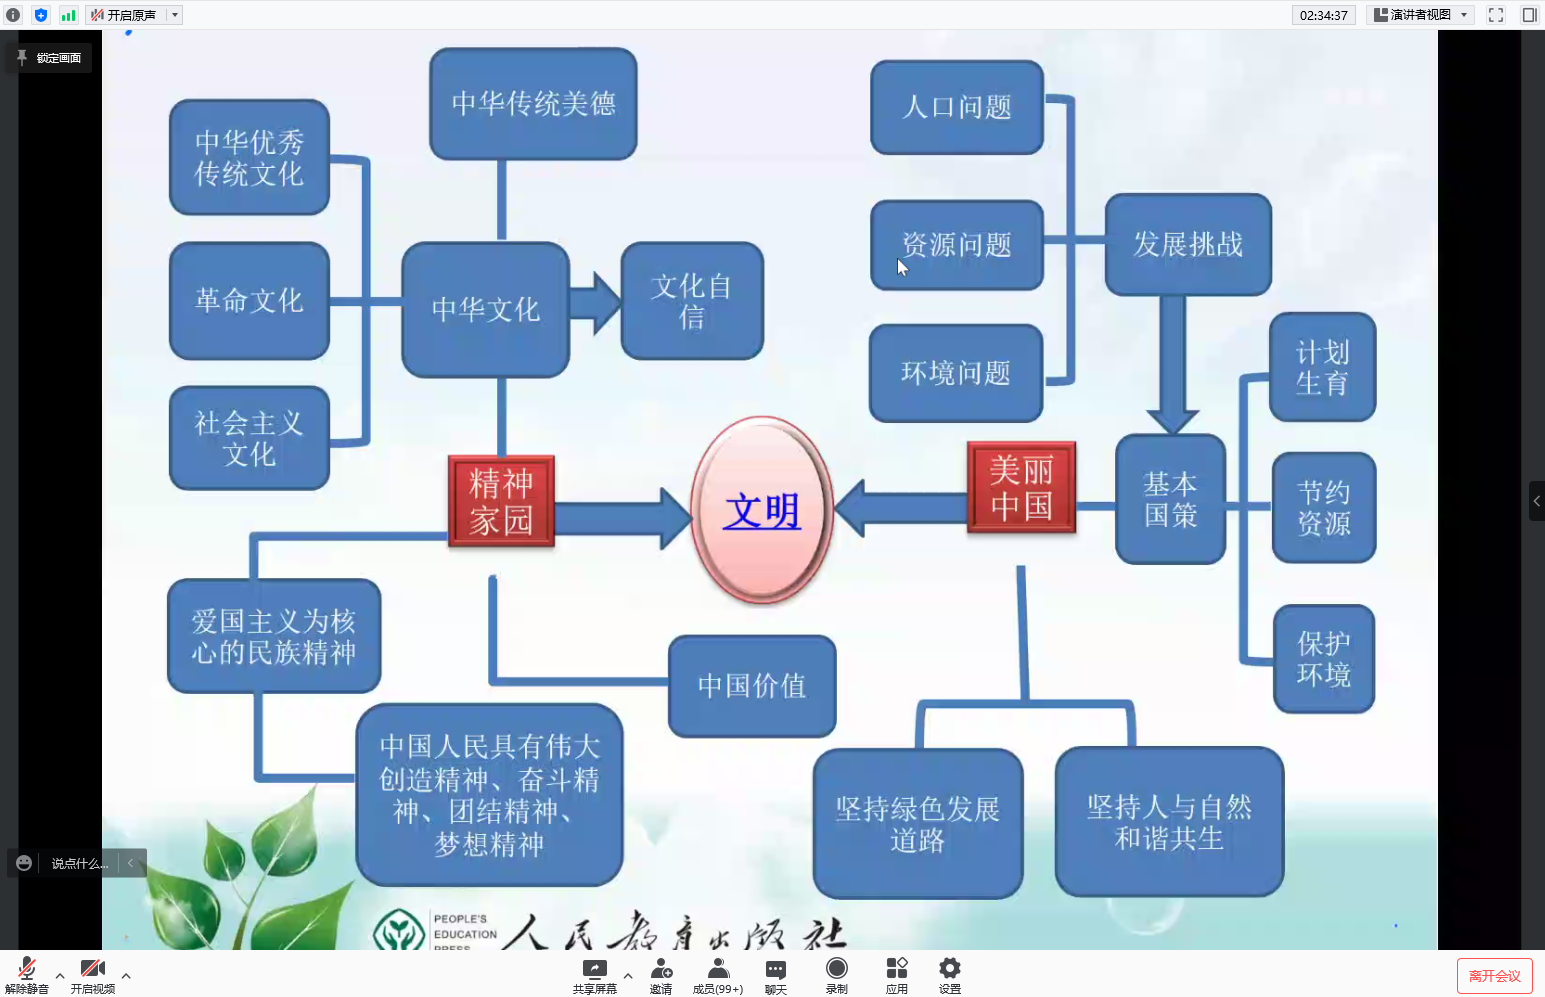 开启原声
02:34:37
演讲者视图
锁定画面
中华传统美德
中华优秀
传统文化
革命文化
社会主义
文化
中华文化
文化自
信
人口问题
资源问题
环境问题
发展挑战
计划
生育
节约
资源
保护
环境
基本
国策
精神
家园
文明
美丽
中国
爱国主义为核
心的民族精神
中国价值
中国人民具有伟大
创造精神、奋斗精
神、团结精神、
梦想精神
坚持绿色发展
道路
坚持人与自然
和谐共生
说点什么...
PEOPLE'S
EDUCATION
PRESS
人民教育出版社
解除静音
开启视频
共享屏幕
邀请
成员(99+)
聊天
录制
应用
设置
离开会议